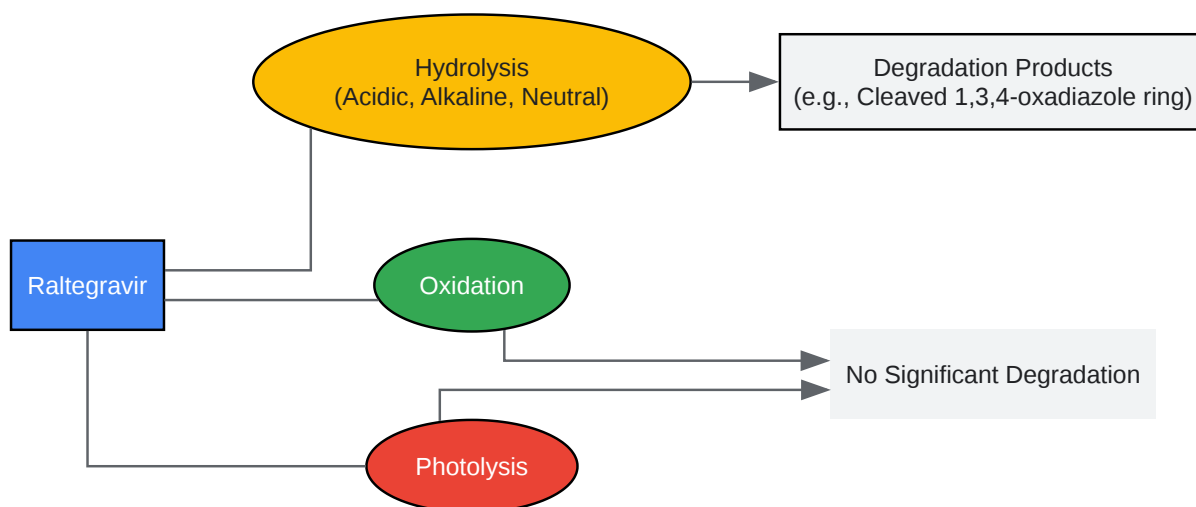 Hydrolysis
(Acidic, Alkaline, Neutral)
Degradation Products
(e.g., Cleaved 1,3,4-oxadiazole ring)
Raltegravir
Oxidation
No Significant Degradation
Photolysis